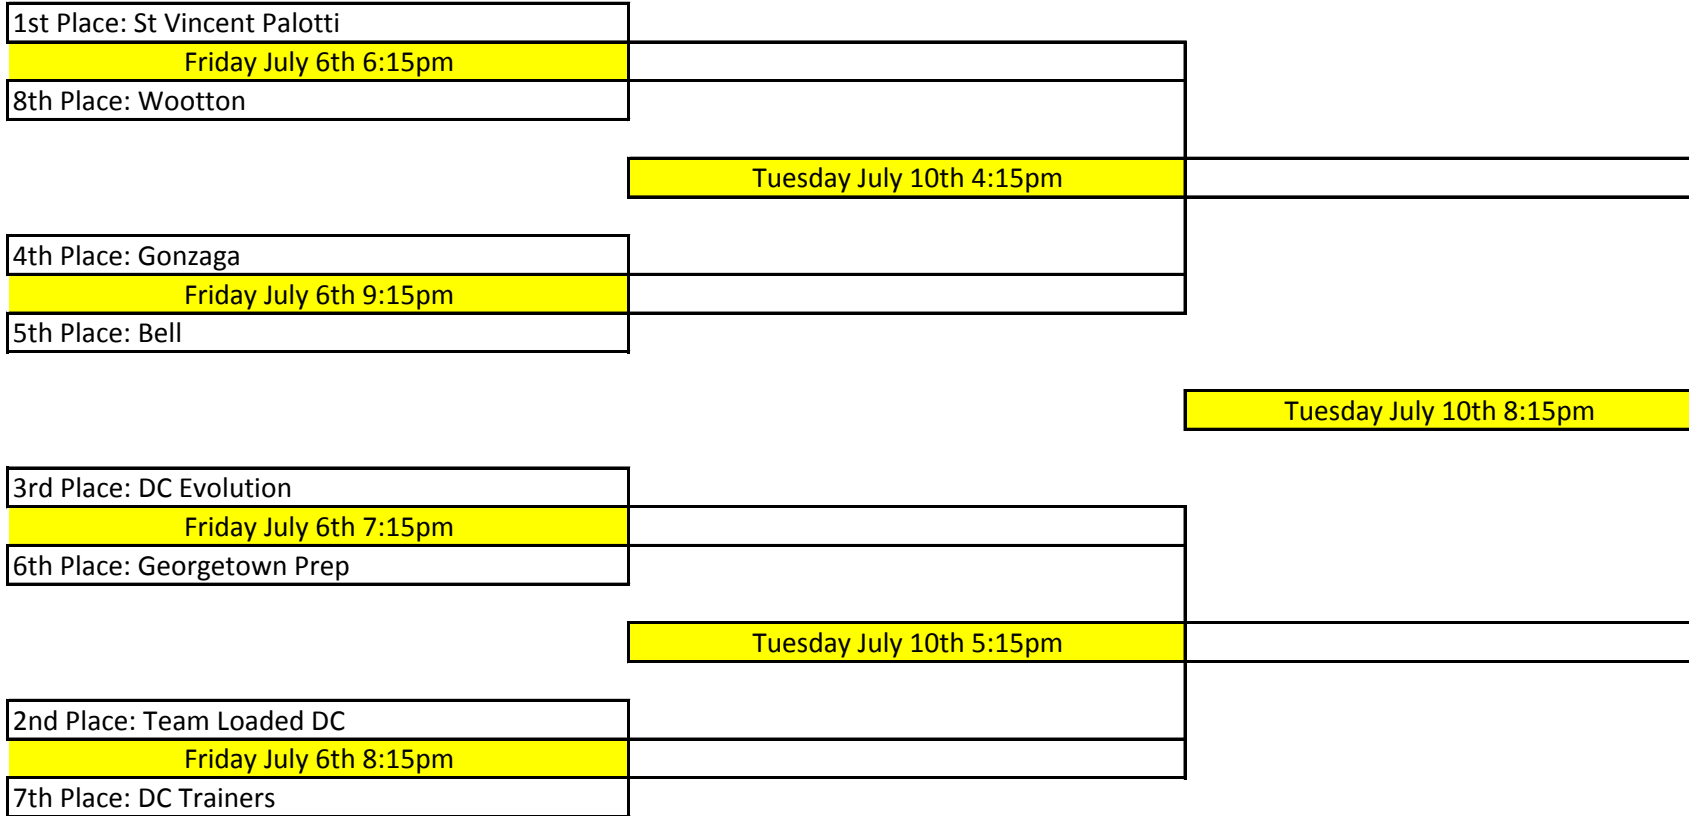 1st Place: St Vincent Palotti
Friday July 6th 6:15pm
8th Place: Wootton
Tuesday July 10th 4:15pm
4th Place: Gonzaga
Friday July 6th 9:15pm
5th Place: Bell
Tuesday July 10th 8:15pm
3rd Place: DC Evolution
Friday July 6th 7:15pm
6th Place: Georgetown Prep
Tuesday July 10th 5:15pm
2nd Place: Team Loaded DC
Friday July 6th 8:15pm
7th Place: DC Trainers